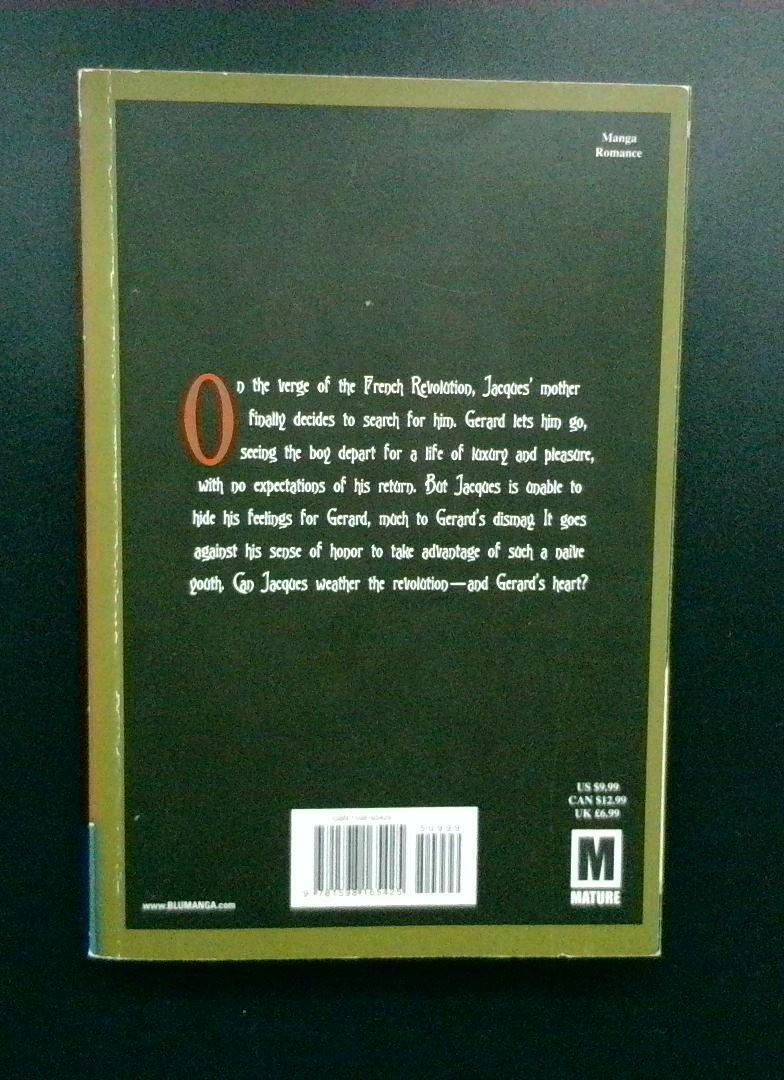 Manga
Romance
On the verge of the French Revolution, Jacques' mother
finally decides to search for him. Gerard lets him go,
seeing the boy depart for a life of luxury and pleasure,
with no expectations of his return. But Jacques is unable to
hide his feelings for Gerard, much to Gerard's dismay. It goes
against his sense of honor to take advantage of such a naive
youth. Can Jacques weather the revolution—and Gerard's heart?
US $9.99
CAN $12.99
UK £6.99
50999
9 781598 165425
M
MATURE
www.BLUMANGA.com